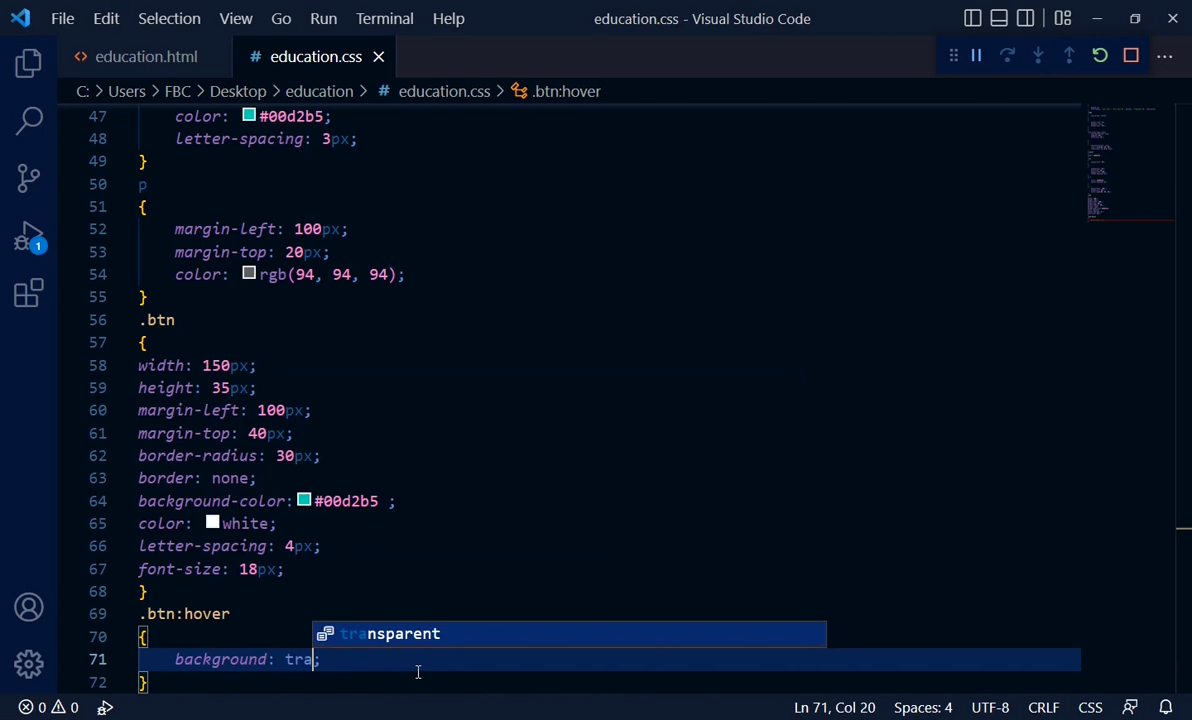 File Edit Selection View Go Run Terminal Help education.css - Visual Studio Code
<> education.html # education.css
C: > Users > FBC > Desktop > education > # education.css > .btn:hover
47 color: #00d2b5;
48 letter-spacing: 3px;
49 }
50 p
51 {
52 margin-left: 100px;
53 margin-top: 20px;
54 color: rgb(94, 94, 94);
55 }
56 .btn
57 {
58 width: 150px;
59 height: 35px;
60 margin-left: 100px;
61 margin-top: 40px;
62 border-radius: 30px;
63 border: none;
64 background-color: #00d2b5 ;
65 color: white;
66 letter-spacing: 4px;
67 font-size: 18px;
68 }
69 .btn:hover
70 {
transparent
71 background: tra;
72 }
1
0 0 Ln 71, Col 20 Spaces: 4 UTF-8 CRLF CSS